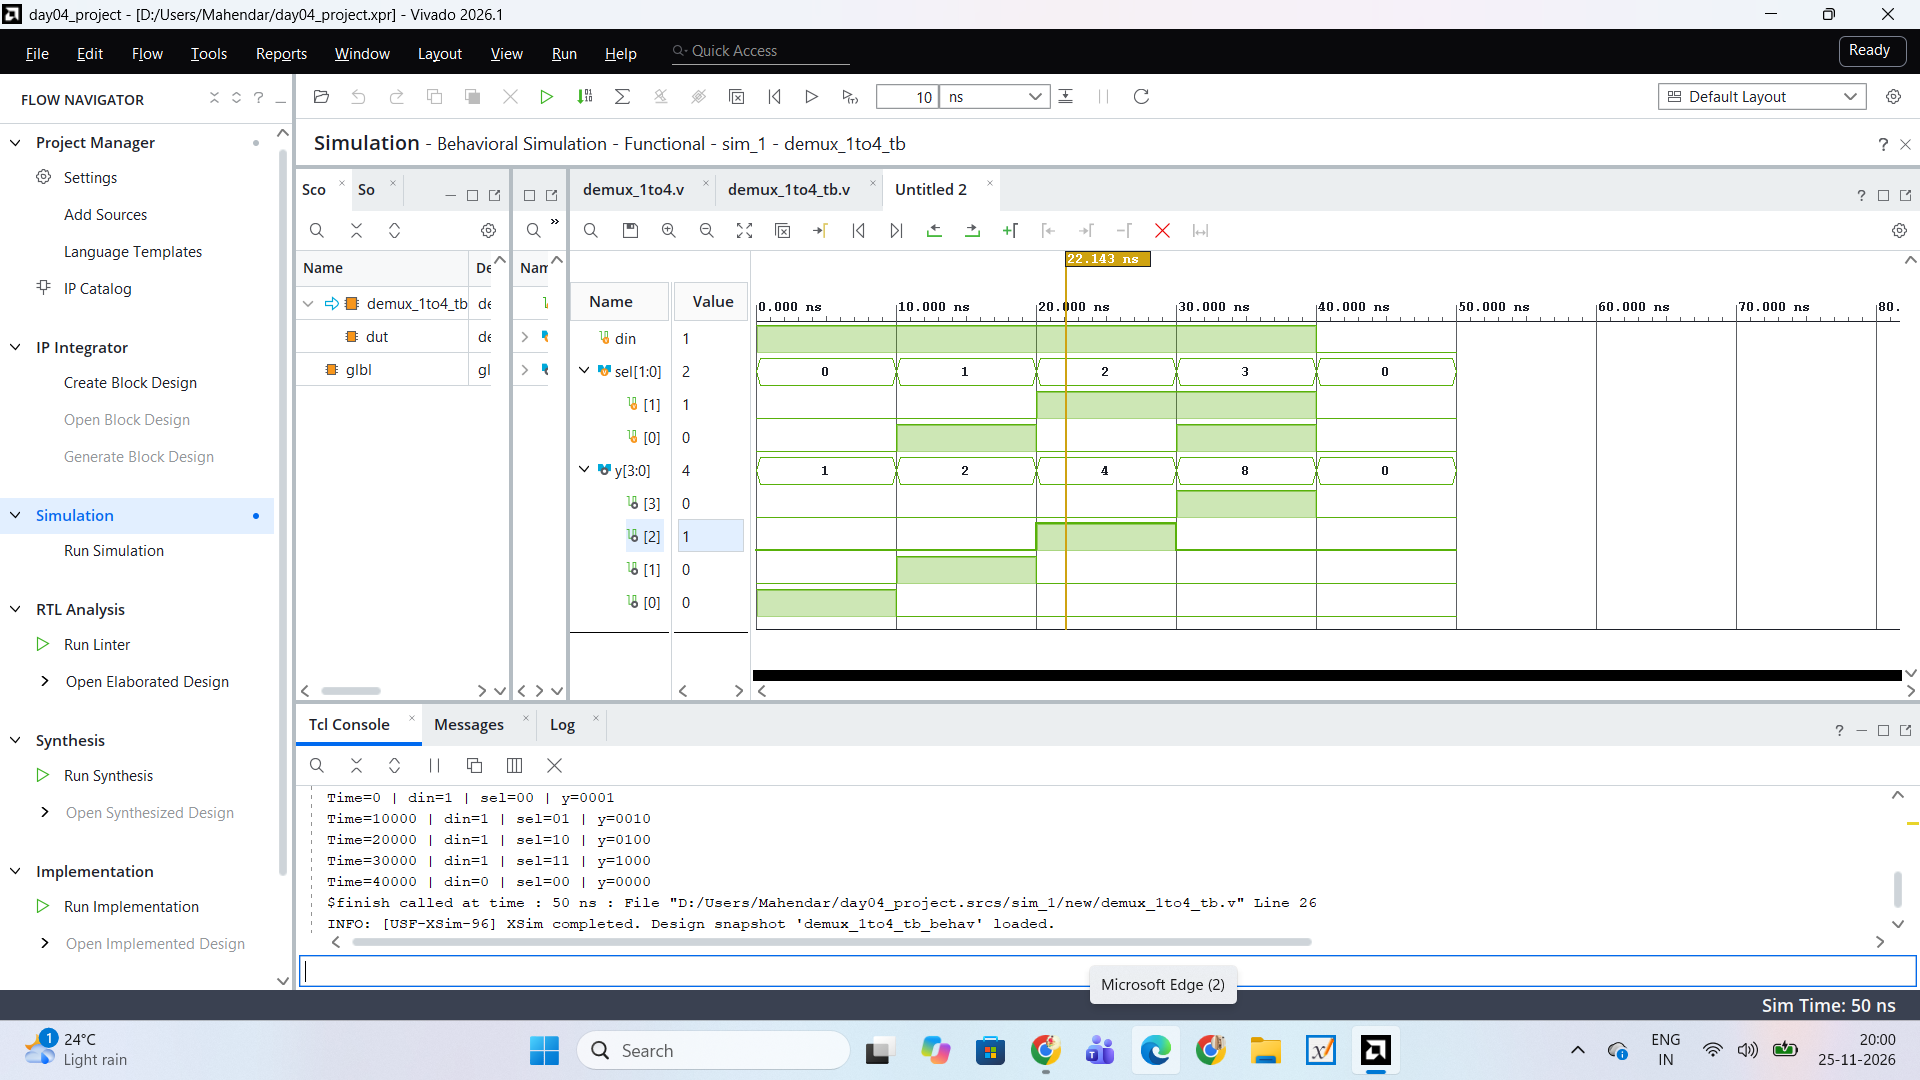 day04_project - [D:/Users/Mahendar/day04_project.xpr] - Vivado 2026.1
File Edit Flow Tools Reports Window Layout View Run Help
Quick Access
Ready
FLOW NAVIGATOR
10 ns
Default Layout
Simulation - Behavioral Simulation - Functional - sim_1 - demux_1to4_tb
Project Manager
Settings
Add Sources
Language Templates
IP Catalog
IP Integrator
Create Block Design
Open Block Design
Generate Block Design
Simulation
Run Simulation
RTL Analysis
Run Linter
Open Elaborated Design
Synthesis
Run Synthesis
Open Synthesized Design
Implementation
Run Implementation
Open Implemented Design
Sco So
Name De
demux_1to4_tb de
dut de
glbl gl
Nam
demux_1to4.v demux_1to4_tb.v Untitled 2
22.143 ns
Name Value
0.000 ns 10.000 ns 20.000 ns 30.000 ns 40.000 ns 50.000 ns 60.000 ns 70.000 ns 80.
din 1
sel[1:0] 2 0 1 2 3 0
[1] 1
[0] 0
y[3:0] 4 1 2 4 8 0
[3] 0
[2] 1
[1] 0
[0] 0
Tcl Console Messages Log
Time=0 | din=1 | sel=00 | y=0001
Time=10000 | din=1 | sel=01 | y=0010
Time=20000 | din=1 | sel=10 | y=0100
Time=30000 | din=1 | sel=11 | y=1000
Time=40000 | din=0 | sel=00 | y=0000
$finish called at time : 50 ns : File "D:/Users/Mahendar/day04_project.srcs/sim_1/new/demux_1to4_tb.v" Line 26
INFO: [USF-XSim-96] XSim completed. Design snapshot 'demux_1to4_tb_behav' loaded.
Microsoft Edge (2)
Sim Time: 50 ns
1
24°C
Light rain
Search
ENG
IN
20:00
25-11-2026